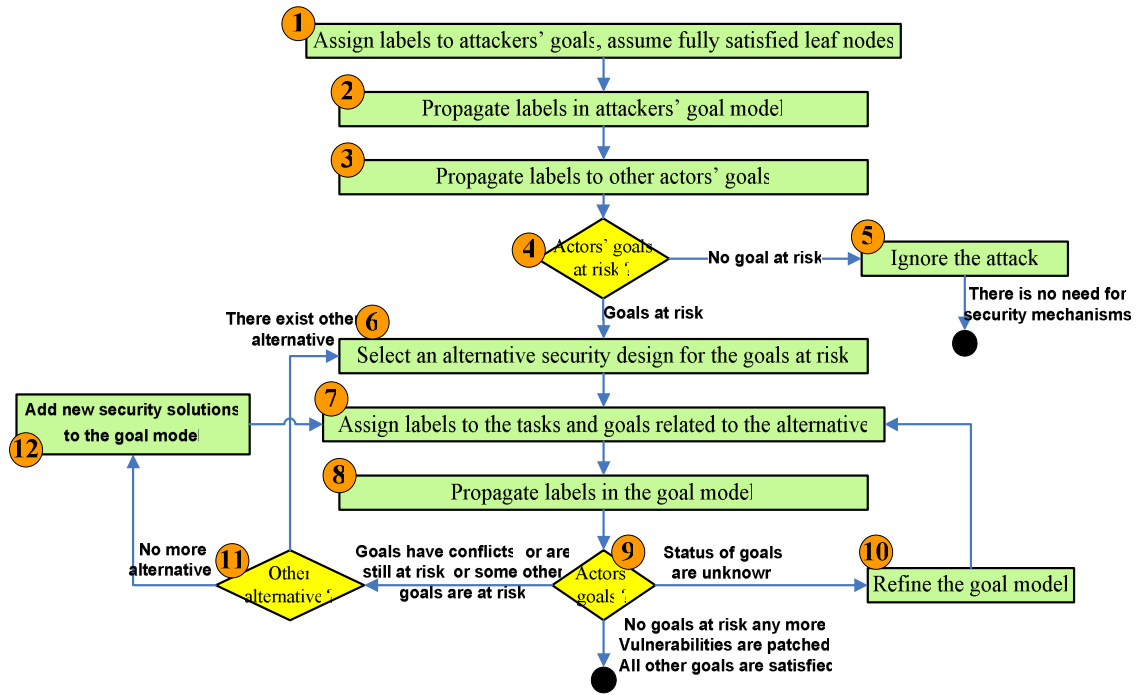 1
Assign labels to attackers' goals, assume fully satisfied leaf nodes
2
Propagate labels in attackers' goal model
3
Propagate labels to other actors' goals
4
Actors' goals
at risk ?
No goal at risk
5
Ignore the attack
There is no need for
security mechanisms
Goals at risk
There exist other
alternative
6
Select an alternative security design for the goals at risk
7
Assign labels to the tasks and goals related to the alternative
Add new security solutions
to the goal model
12
8
Propagate labels in the goal model
No more
alternative
11
Other
alternative ?
Goals have conflicts or are
still at risk or some other
goals are at risk
9
Actors'
goals ?
Status of goals
are unknown
10
Refine the goal model
No goals at risk any more
Vulnerabilities are patched
All other goals are satisfied